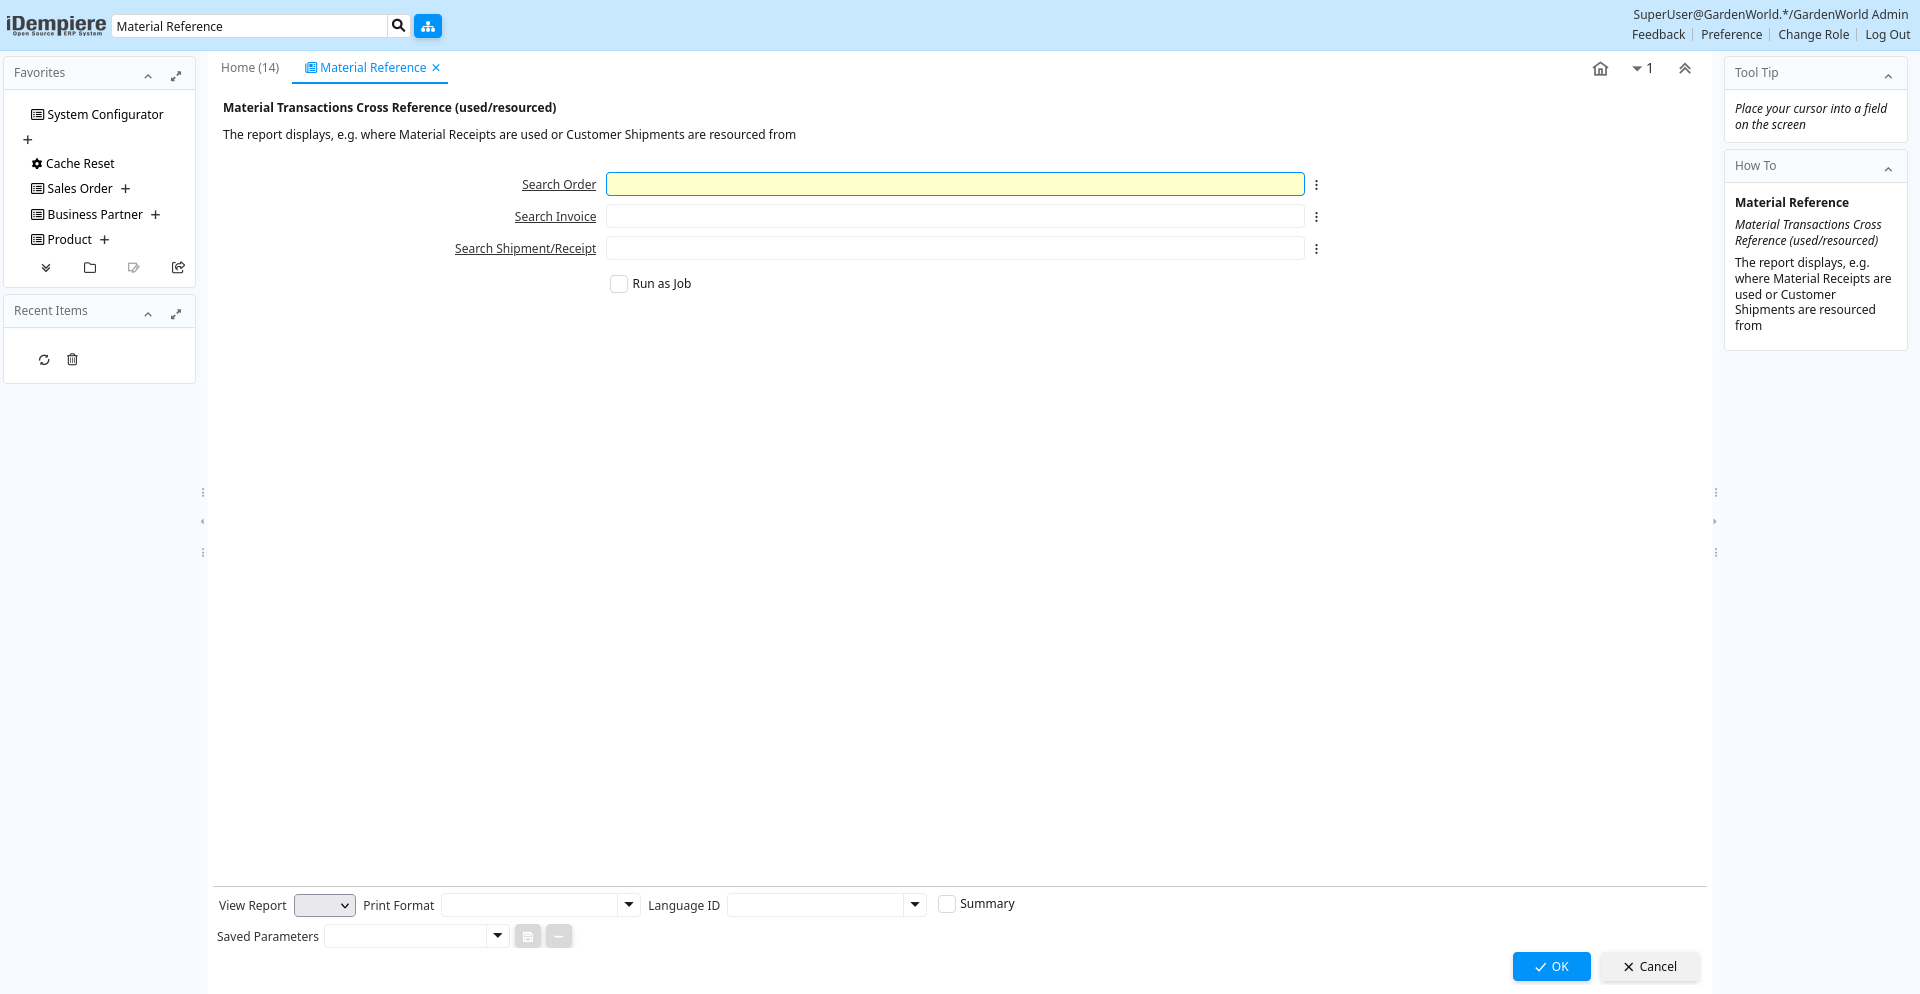 iDempiere
Open Source ERP System
Material Reference
SuperUser@GardenWorld.*/GardenWorld Admin
Feedback
Preference
Change Role
Log Out
Favorites
System Configurator
Cache Reset
Sales Order
Business Partner
Product
Recent Items
Home (14)
Material Reference
1
Material Transactions Cross Reference (used/resourced)
The report displays, e.g. where Material Receipts are used or Customer Shipments are resourced from
Search Order
Search Invoice
Search Shipment/Receipt
Run as Job
View Report
Print Format
Language ID
Summary
Saved Parameters
OK
Cancel
Tool Tip
Place your cursor into a field
on the screen
How To
Material Reference
Material Transactions Cross
Reference (used/resourced)
The report displays, e.g.
where Material Receipts are
used or Customer
Shipments are resourced
from